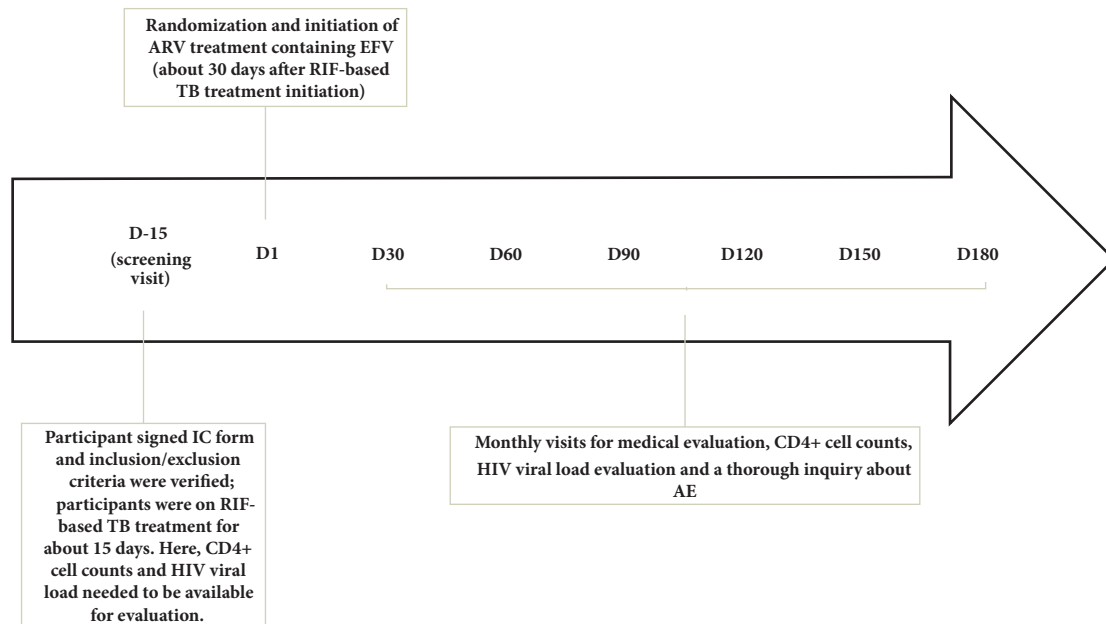 Randomization and initiation of
ARV treatment containing EFV
(about 30 days after RIF-based
TB treatment initiation)
D-15
(screening
visit)
D1
D30
D60
D90
D120
D150
D180
Participant signed IC form
and inclusion/exclusion
criteria were verified;
participants were on RIF-
based TB treatment for
about 15 days. Here, CD4+
cell counts and HIV viral
load needed to be available
for evaluation.
Monthly visits for medical evaluation, CD4+ cell counts,
HIV viral load evaluation and a thorough inquiry about
AE